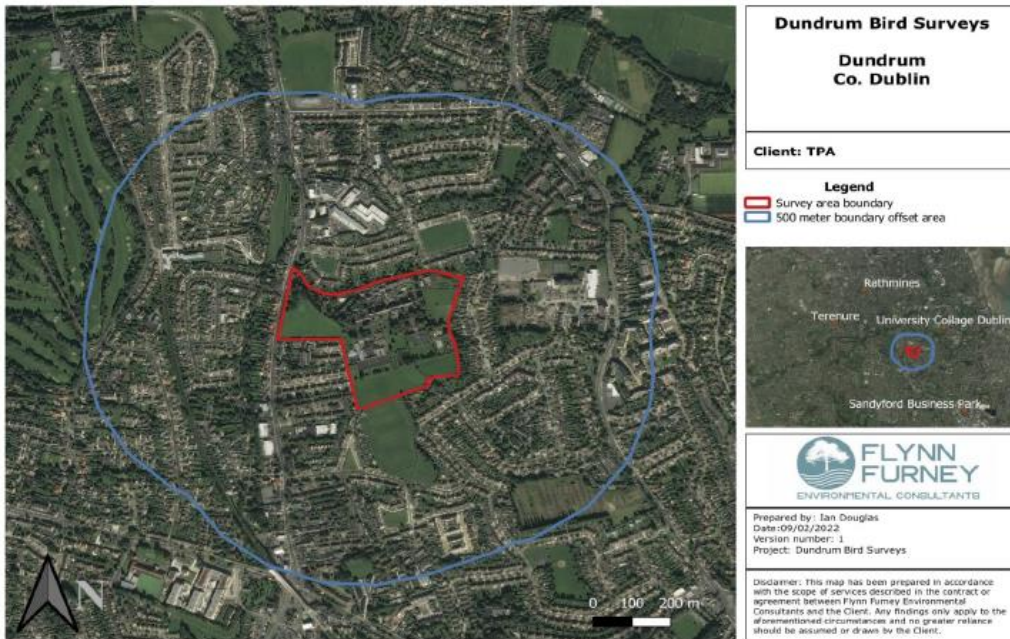 Dundrum Bird Surveys
Dundrum
Co. Dublin
Client: TPA
Legend
Survey area boundary
500 meter boundary offset area
Rathmines
Terenure
University Collage Dublin
Sandyford Business Park
FLYNN
FURNEY
ENVIRONMENTAL CONSULTANTS
Prepared by: Ian Douglas
Date:09/02/2022
Version number: 1
Project: Dundrum Bird Surveys
Disclaimer: This map has been prepared in accordance
with the scope of services described in the contract or
agreement between Flynn Furney Environmental
Consultants and the Client. Any findings only apply to the
aforementioned circumstances and no greater reliance
should be assumed or drawn by the Client.
N
0 100 200 m